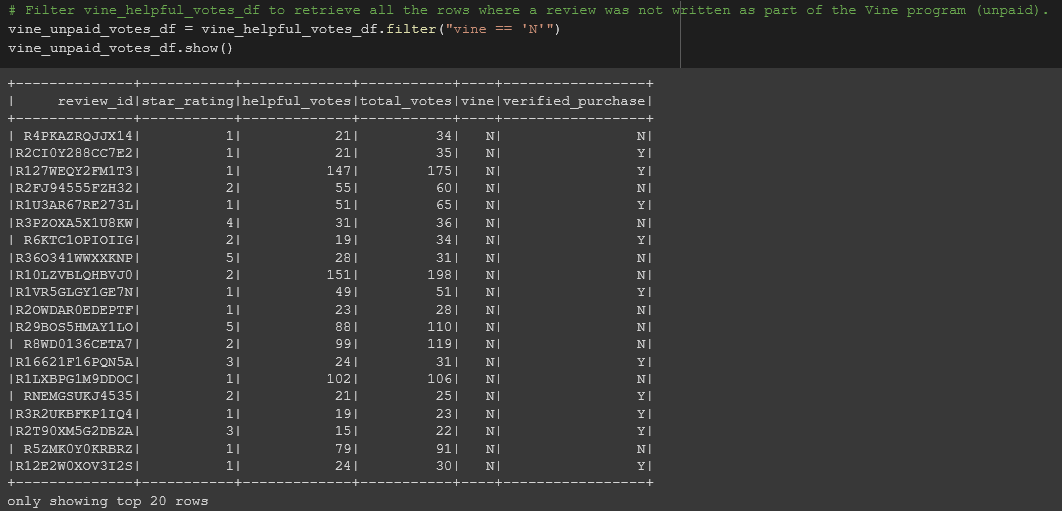 # Filter vine_helpful_votes_df to retrieve all the rows where a review was not written as part of the Vine program (unpaid).
vine_unpaid_votes_df = vine_helpful_votes_df.filter("vine == 'N'")
vine_unpaid_votes_df.show()
+--------------+-----------+-------------+-----------+----+-----------------+
|     review_id|star_rating|helpful_votes|total_votes|vine|verified_purchase|
+--------------+-----------+-------------+-----------+----+-----------------+
| R4PKAZRQJJX14|          1|           21|         34|   N|                N|
|R2CI0Y288CC7E2|          1|           21|         35|   N|                Y|
|R127WEQY2FM1T3|          1|          147|        175|   N|                Y|
|R2FJ94555FZH32|          2|           55|         60|   N|                N|
|R1U3AR67RE273L|          1|           51|         65|   N|                Y|
|R3PZOXA5X1U8KW|          4|           31|         36|   N|                N|
| R6KTC1OPIOIIG|          2|           19|         34|   N|                Y|
|R36O341WWXXKNP|          5|           28|         31|   N|                N|
|R10LZVBLQHBVJ0|          2|          151|        198|   N|                N|
|R1VR5GLGY1GE7N|          1|           49|         51|   N|                Y|
|R2OWDAR0EDEPTF|          1|           23|         28|   N|                N|
|R29BOS5HMAY1LO|          5|           88|        110|   N|                N|
| R8WD0136CETA7|          2|           99|        119|   N|                N|
|R16621F16PQN5A|          3|           24|         31|   N|                Y|
|R1LXBPG1M9DDOC|          1|          102|        106|   N|                N|
| RNEMGSUKJ4535|          2|           21|         25|   N|                Y|
|R3R2UKBFKP1IQ4|          1|           19|         23|   N|                Y|
|R2T90XM5G2DBZA|          3|           15|         22|   N|                Y|
| R5ZMK0Y0KRBRZ|          1|           79|         91|   N|                N|
|R12E2W0XOV3I2S|          1|           24|         30|   N|                Y|
+--------------+-----------+-------------+-----------+----+-----------------+
only showing top 20 rows